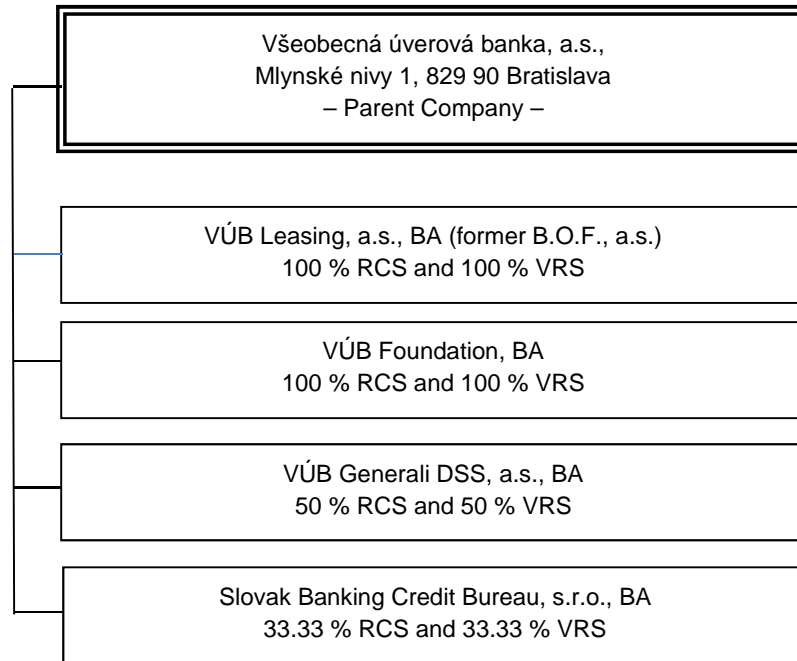 Všeobecná úverová banka, a.s.,
Mlynské nivy 1, 829 90 Bratislava
– Parent Company –
VÚB Leasing, a.s., BA (former B.O.F., a.s.)
100 % RCS and 100 % VRS
VÚB Foundation, BA
100 % RCS and 100 % VRS
VÚB Generali DSS, a.s., BA
50 % RCS and 50 % VRS
Slovak Banking Credit Bureau, s.r.o., BA
33.33 % RCS and 33.33 % VRS